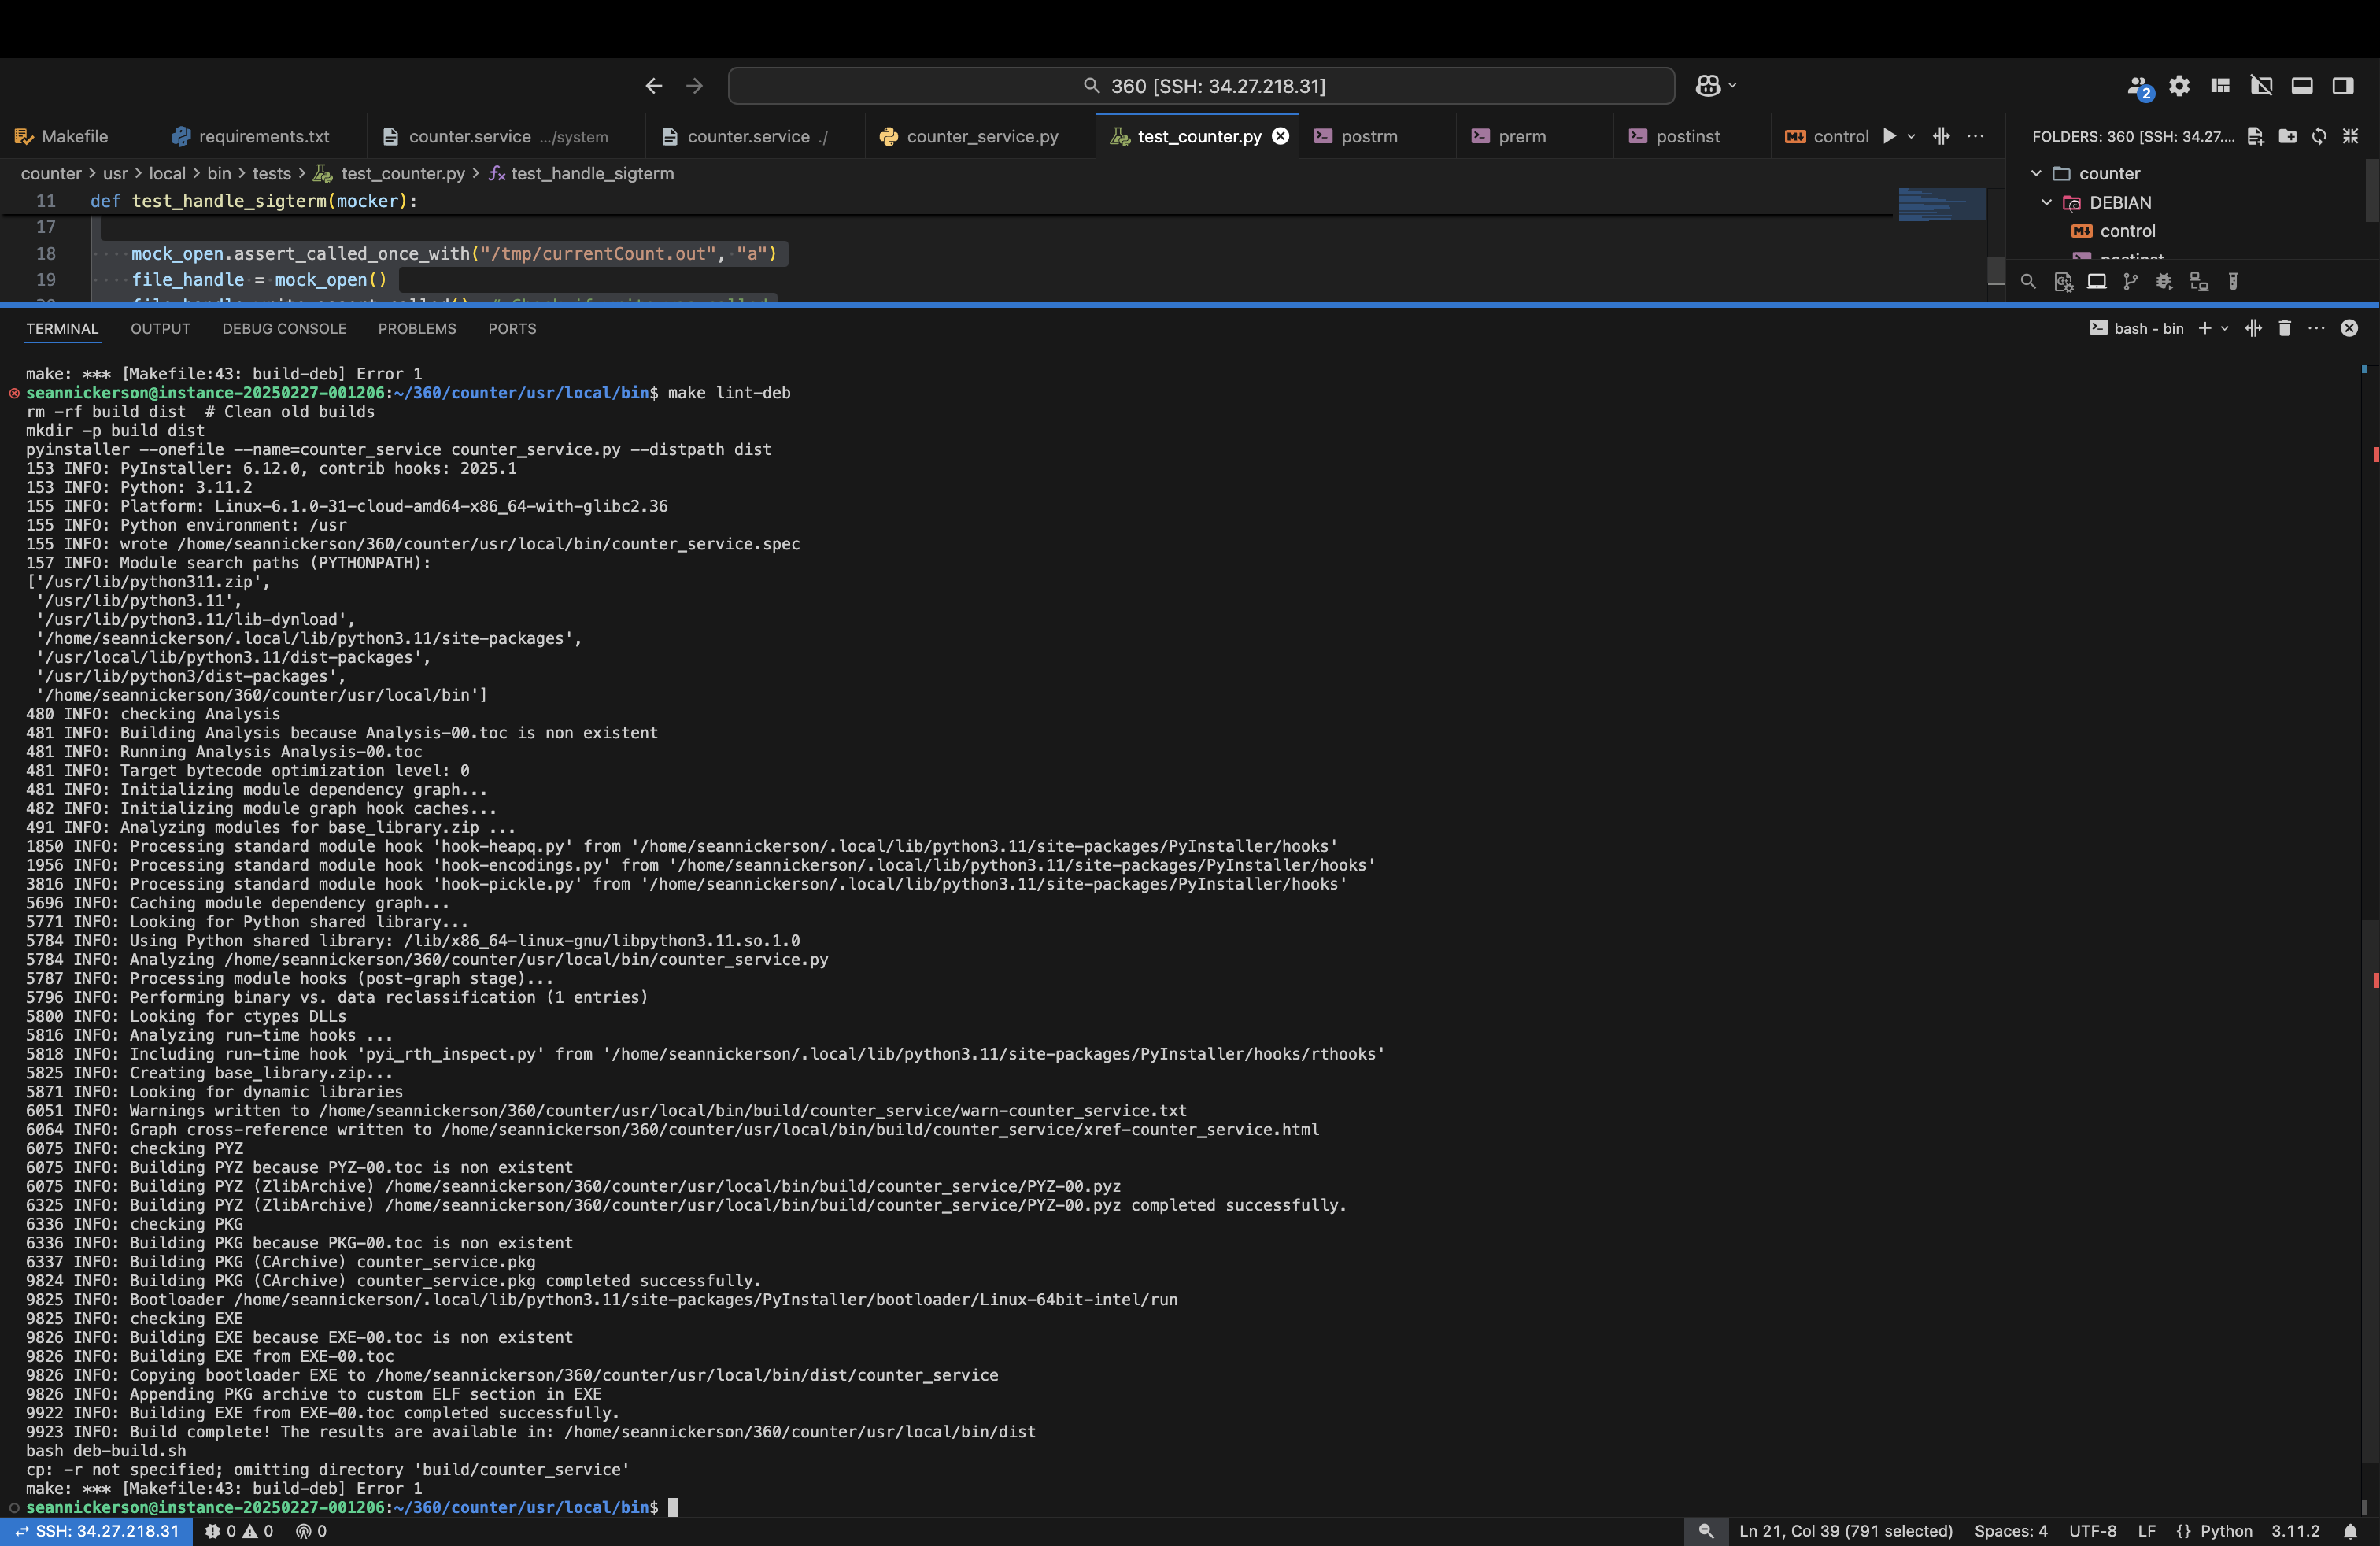 360 [SSH: 34.27.218.31]
2
Makefile
requirements.txt
counter.service .../system
counter.service ./
counter_service.py
test_counter.py
postrm
prerm
postinst
control
FOLDERS: 360 [SSH: 34.27....
counter > usr > local > bin > tests > test_counter.py > test_handle_sigterm
counter
DEBIAN
control
11 def test_handle_sigterm(mocker):
17
18 mock_open.assert_called_once_with("/tmp/currentCount.out", "a")
19 file_handle = mock_open()
TERMINAL
OUTPUT
DEBUG CONSOLE
PROBLEMS
PORTS
bash - bin
make: *** [Makefile:43: build-deb] Error 1
seannickerson@instance-20250227-001206:~/360/counter/usr/local/bin$ make lint-deb
rm -rf build dist  # Clean old builds
mkdir -p build dist
pyinstaller --onefile --name=counter_service counter_service.py --distpath dist
153 INFO: PyInstaller: 6.12.0, contrib hooks: 2025.1
153 INFO: Python: 3.11.2
155 INFO: Platform: Linux-6.1.0-31-cloud-amd64-x86_64-with-glibc2.36
155 INFO: Python environment: /usr
155 INFO: wrote /home/seannickerson/360/counter/usr/local/bin/counter_service.spec
157 INFO: Module search paths (PYTHONPATH):
['/usr/lib/python311.zip',
'/usr/lib/python3.11',
'/usr/lib/python3.11/lib-dynload',
'/home/seannickerson/.local/lib/python3.11/site-packages',
'/usr/local/lib/python3.11/dist-packages',
'/usr/lib/python3/dist-packages',
'/home/seannickerson/360/counter/usr/local/bin']
480 INFO: checking Analysis
481 INFO: Building Analysis because Analysis-00.toc is non existent
481 INFO: Running Analysis Analysis-00.toc
481 INFO: Target bytecode optimization level: 0
481 INFO: Initializing module dependency graph...
482 INFO: Initializing module graph hook caches...
491 INFO: Analyzing modules for base_library.zip ...
1850 INFO: Processing standard module hook 'hook-heapq.py' from '/home/seannickerson/.local/lib/python3.11/site-packages/PyInstaller/hooks'
1956 INFO: Processing standard module hook 'hook-encodings.py' from '/home/seannickerson/.local/lib/python3.11/site-packages/PyInstaller/hooks'
3816 INFO: Processing standard module hook 'hook-pickle.py' from '/home/seannickerson/.local/lib/python3.11/site-packages/PyInstaller/hooks'
5696 INFO: Caching module dependency graph...
5771 INFO: Looking for Python shared library...
5784 INFO: Using Python shared library: /lib/x86_64-linux-gnu/libpython3.11.so.1.0
5784 INFO: Analyzing /home/seannickerson/360/counter/usr/local/bin/counter_service.py
5787 INFO: Processing module hooks (post-graph stage)...
5796 INFO: Performing binary vs. data reclassification (1 entries)
5800 INFO: Looking for ctypes DLLs
5816 INFO: Analyzing run-time hooks ...
5818 INFO: Including run-time hook 'pyi_rth_inspect.py' from '/home/seannickerson/.local/lib/python3.11/site-packages/PyInstaller/hooks/rthooks'
5825 INFO: Creating base_library.zip...
5871 INFO: Looking for dynamic libraries
6051 INFO: Warnings written to /home/seannickerson/360/counter/usr/local/bin/build/counter_service/warn-counter_service.txt
6064 INFO: Graph cross-reference written to /home/seannickerson/360/counter/usr/local/bin/build/counter_service/xref-counter_service.html
6075 INFO: checking PYZ
6075 INFO: Building PYZ because PYZ-00.toc is non existent
6075 INFO: Building PYZ (ZlibArchive) /home/seannickerson/360/counter/usr/local/bin/build/counter_service/PYZ-00.pyz
6325 INFO: Building PYZ (ZlibArchive) /home/seannickerson/360/counter/usr/local/bin/build/counter_service/PYZ-00.pyz completed successfully.
6336 INFO: checking PKG
6336 INFO: Building PKG because PKG-00.toc is non existent
6337 INFO: Building PKG (CArchive) counter_service.pkg
9824 INFO: Building PKG (CArchive) counter_service.pkg completed successfully.
9825 INFO: Bootloader /home/seannickerson/.local/lib/python3.11/site-packages/PyInstaller/bootloader/Linux-64bit-intel/run
9825 INFO: checking EXE
9826 INFO: Building EXE because EXE-00.toc is non existent
9826 INFO: Building EXE from EXE-00.toc
9826 INFO: Copying bootloader EXE to /home/seannickerson/360/counter/usr/local/bin/dist/counter_service
9826 INFO: Appending PKG archive to custom ELF section in EXE
9922 INFO: Building EXE from EXE-00.toc completed successfully.
9923 INFO: Build complete! The results are available in: /home/seannickerson/360/counter/usr/local/bin/dist
bash deb-build.sh
cp: -r not specified; omitting directory 'build/counter_service'
make: *** [Makefile:43: build-deb] Error 1
seannickerson@instance-20250227-001206:~/360/counter/usr/local/bin$
SSH: 34.27.218.31
0
0
0
Ln 21, Col 39 (791 selected)
Spaces: 4
UTF-8
LF
{} Python
3.11.2